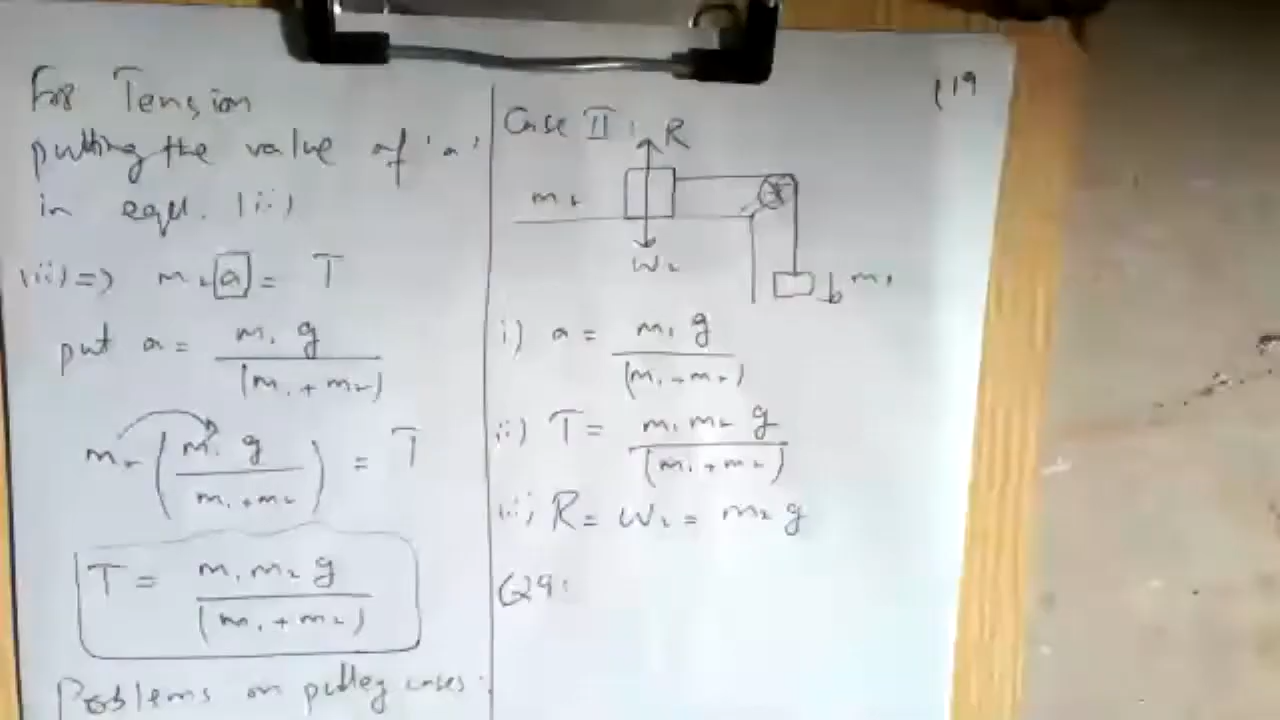 For Tension
putting the value of 'a'
in equ. (ii)
(ii) => m₂ a = T
put a = m₁ g / (m₁ + m₂)
m₂ (m₁ g / m₁ + m₂) = T
T = m₁ m₂ g / (m₁ + m₂)
Problems on pulley cases:
119
Case II :
R
m₂
W₂
m₁
i) a = m₁ g / (m₁ + m₂)
ii) T = m₁ m₂ g / (m₁ + m₂)
iii) R = W₂ = m₂ g
Q29: